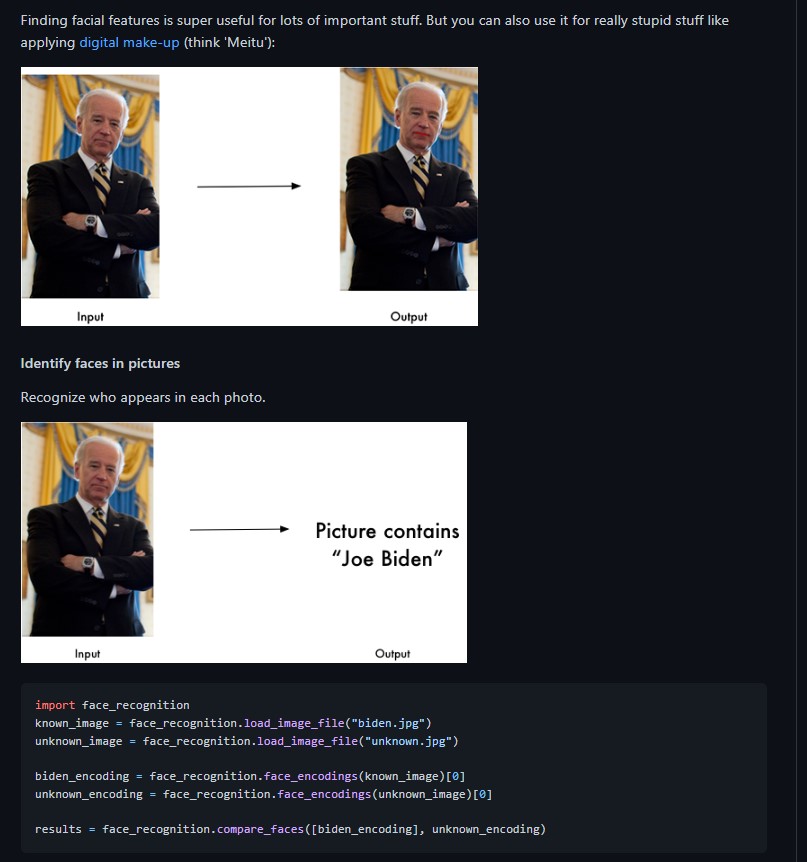 Finding facial features is super useful for lots of important stuff. But you can also use it for really stupid stuff like
applying digital make-up (think 'Meitu'):
Input
Output
Identify faces in pictures
Recognize who appears in each photo.
Picture contains
“Joe Biden”
Input
Output
import face_recognition
known_image = face_recognition.load_image_file("biden.jpg")
unknown_image = face_recognition.load_image_file("unknown.jpg")
biden_encoding = face_recognition.face_encodings(known_image)[0]
unknown_encoding = face_recognition.face_encodings(unknown_image)[0]
results = face_recognition.compare_faces([biden_encoding], unknown_encoding)